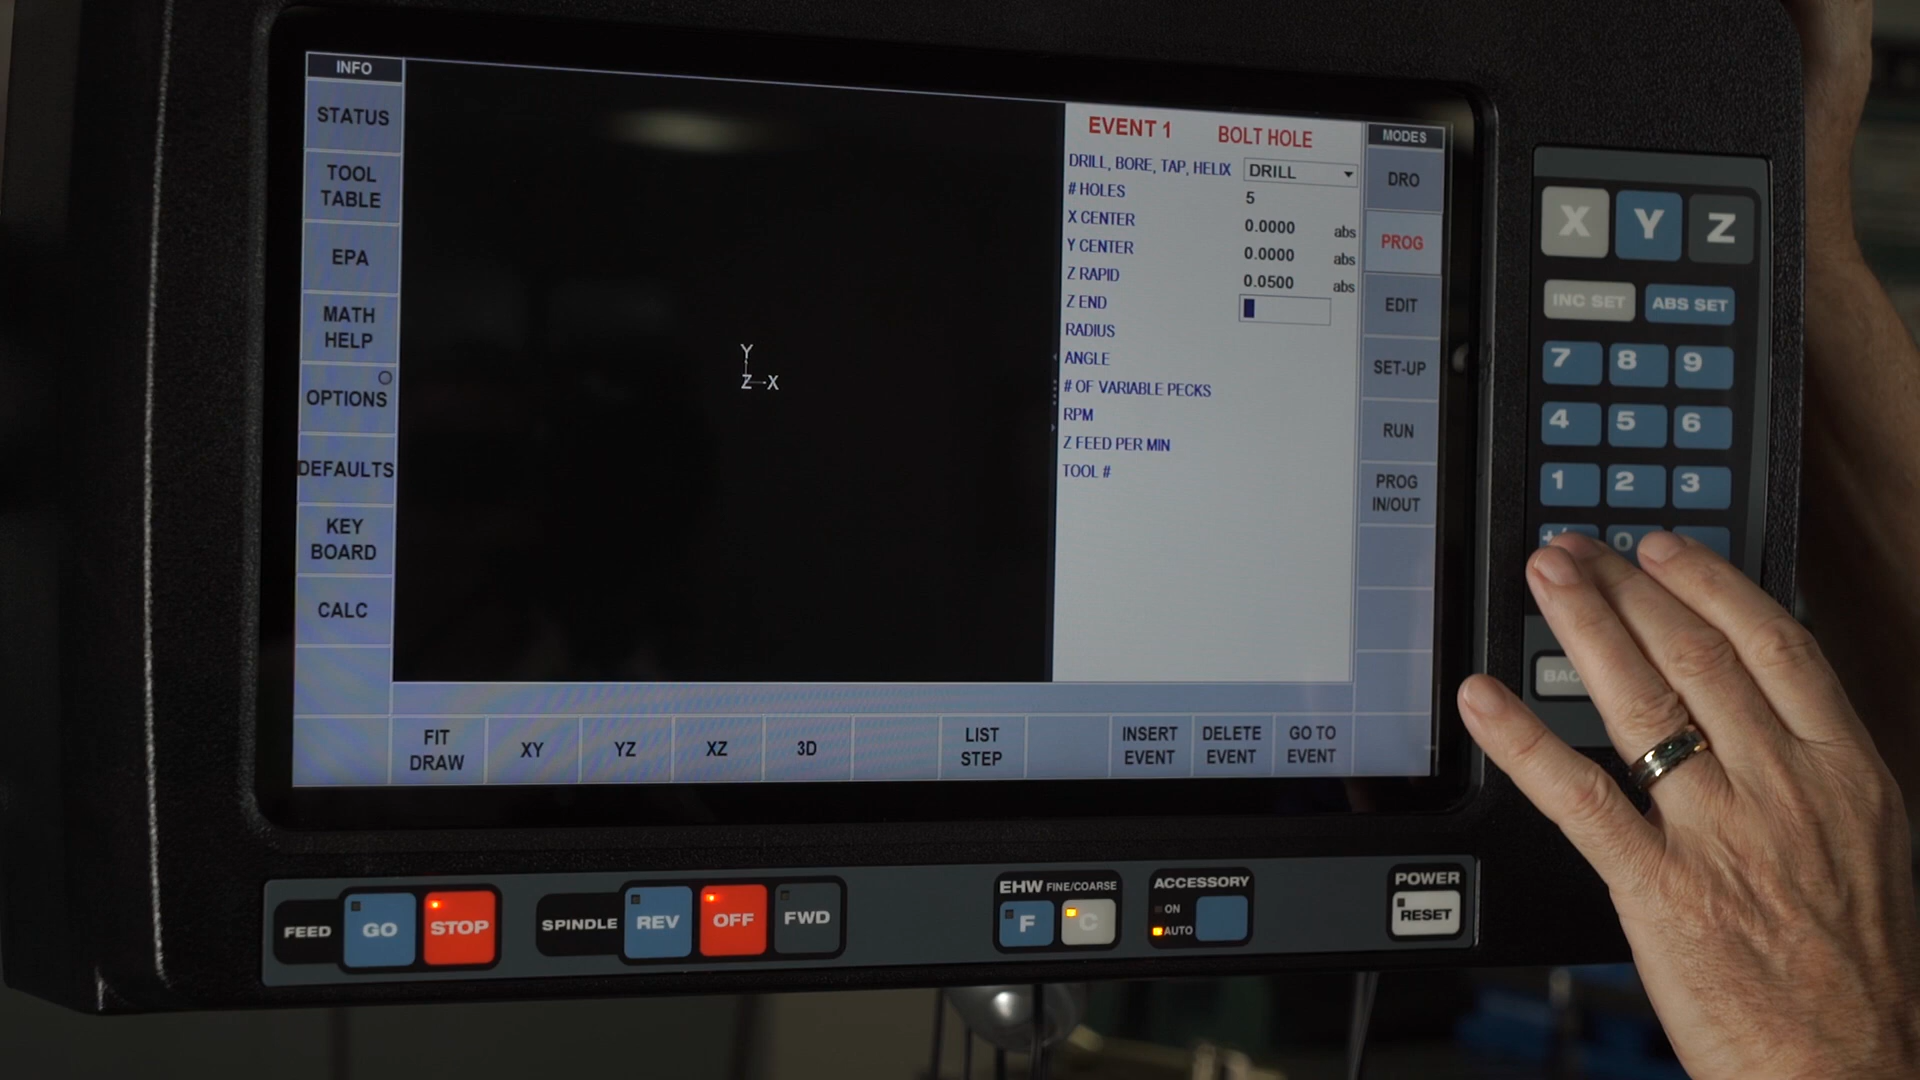 INFO
STATUS
TOOL
TABLE
EPA
MATH
HELP
OPTIONS
DEFAULTS
KEY
BOARD
CALC
Y
Z X
EVENT 1 BOLT HOLE
DRILL, BORE, TAP, HELIX DRILL
# HOLES 5
X CENTER 0.0000 abs
Y CENTER 0.0000 abs
Z RAPID 0.0500 abs
Z END
RADIUS
ANGLE
# OF VARIABLE PECKS
RPM
Z FEED PER MIN
TOOL #
MODES
DRO
PROG
EDIT
SET-UP
RUN
PROG
IN/OUT
FIT
DRAW
XY
YZ
XZ
3D
LIST
STEP
INSERT
EVENT
DELETE
EVENT
GO TO
EVENT
X Y Z
INC SET ABS SET
7 8 9
4 5 6
1 2 3
0
FEED GO STOP
SPINDLE REV OFF FWD
EHW FINE/COARSE
F C
ACCESSORY
ON
AUTO
POWER
RESET